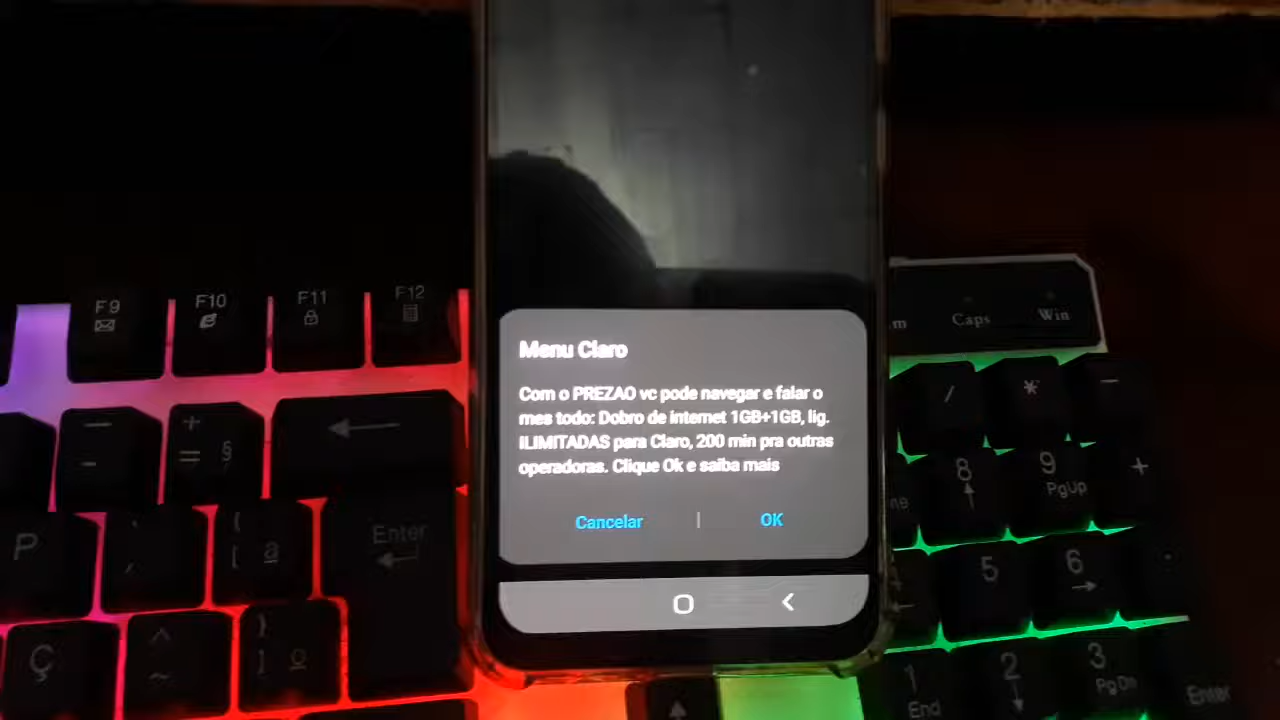 Menu Claro
Com o PREZAO vc pode navegar e falar o
mes todo: Dobro de internet 1GB+1GB, lig.
ILIMITADAS para Claro, 200 min pra outras
operadoras. Clique Ok e saiba mais
Cancelar | OK
F9 F10 F11 F12
Caps Win
/ * -
+ = §
8 9 +
PgUp
P ª Enter
5 6
Ç º
1 2 3
End PgDn Enter